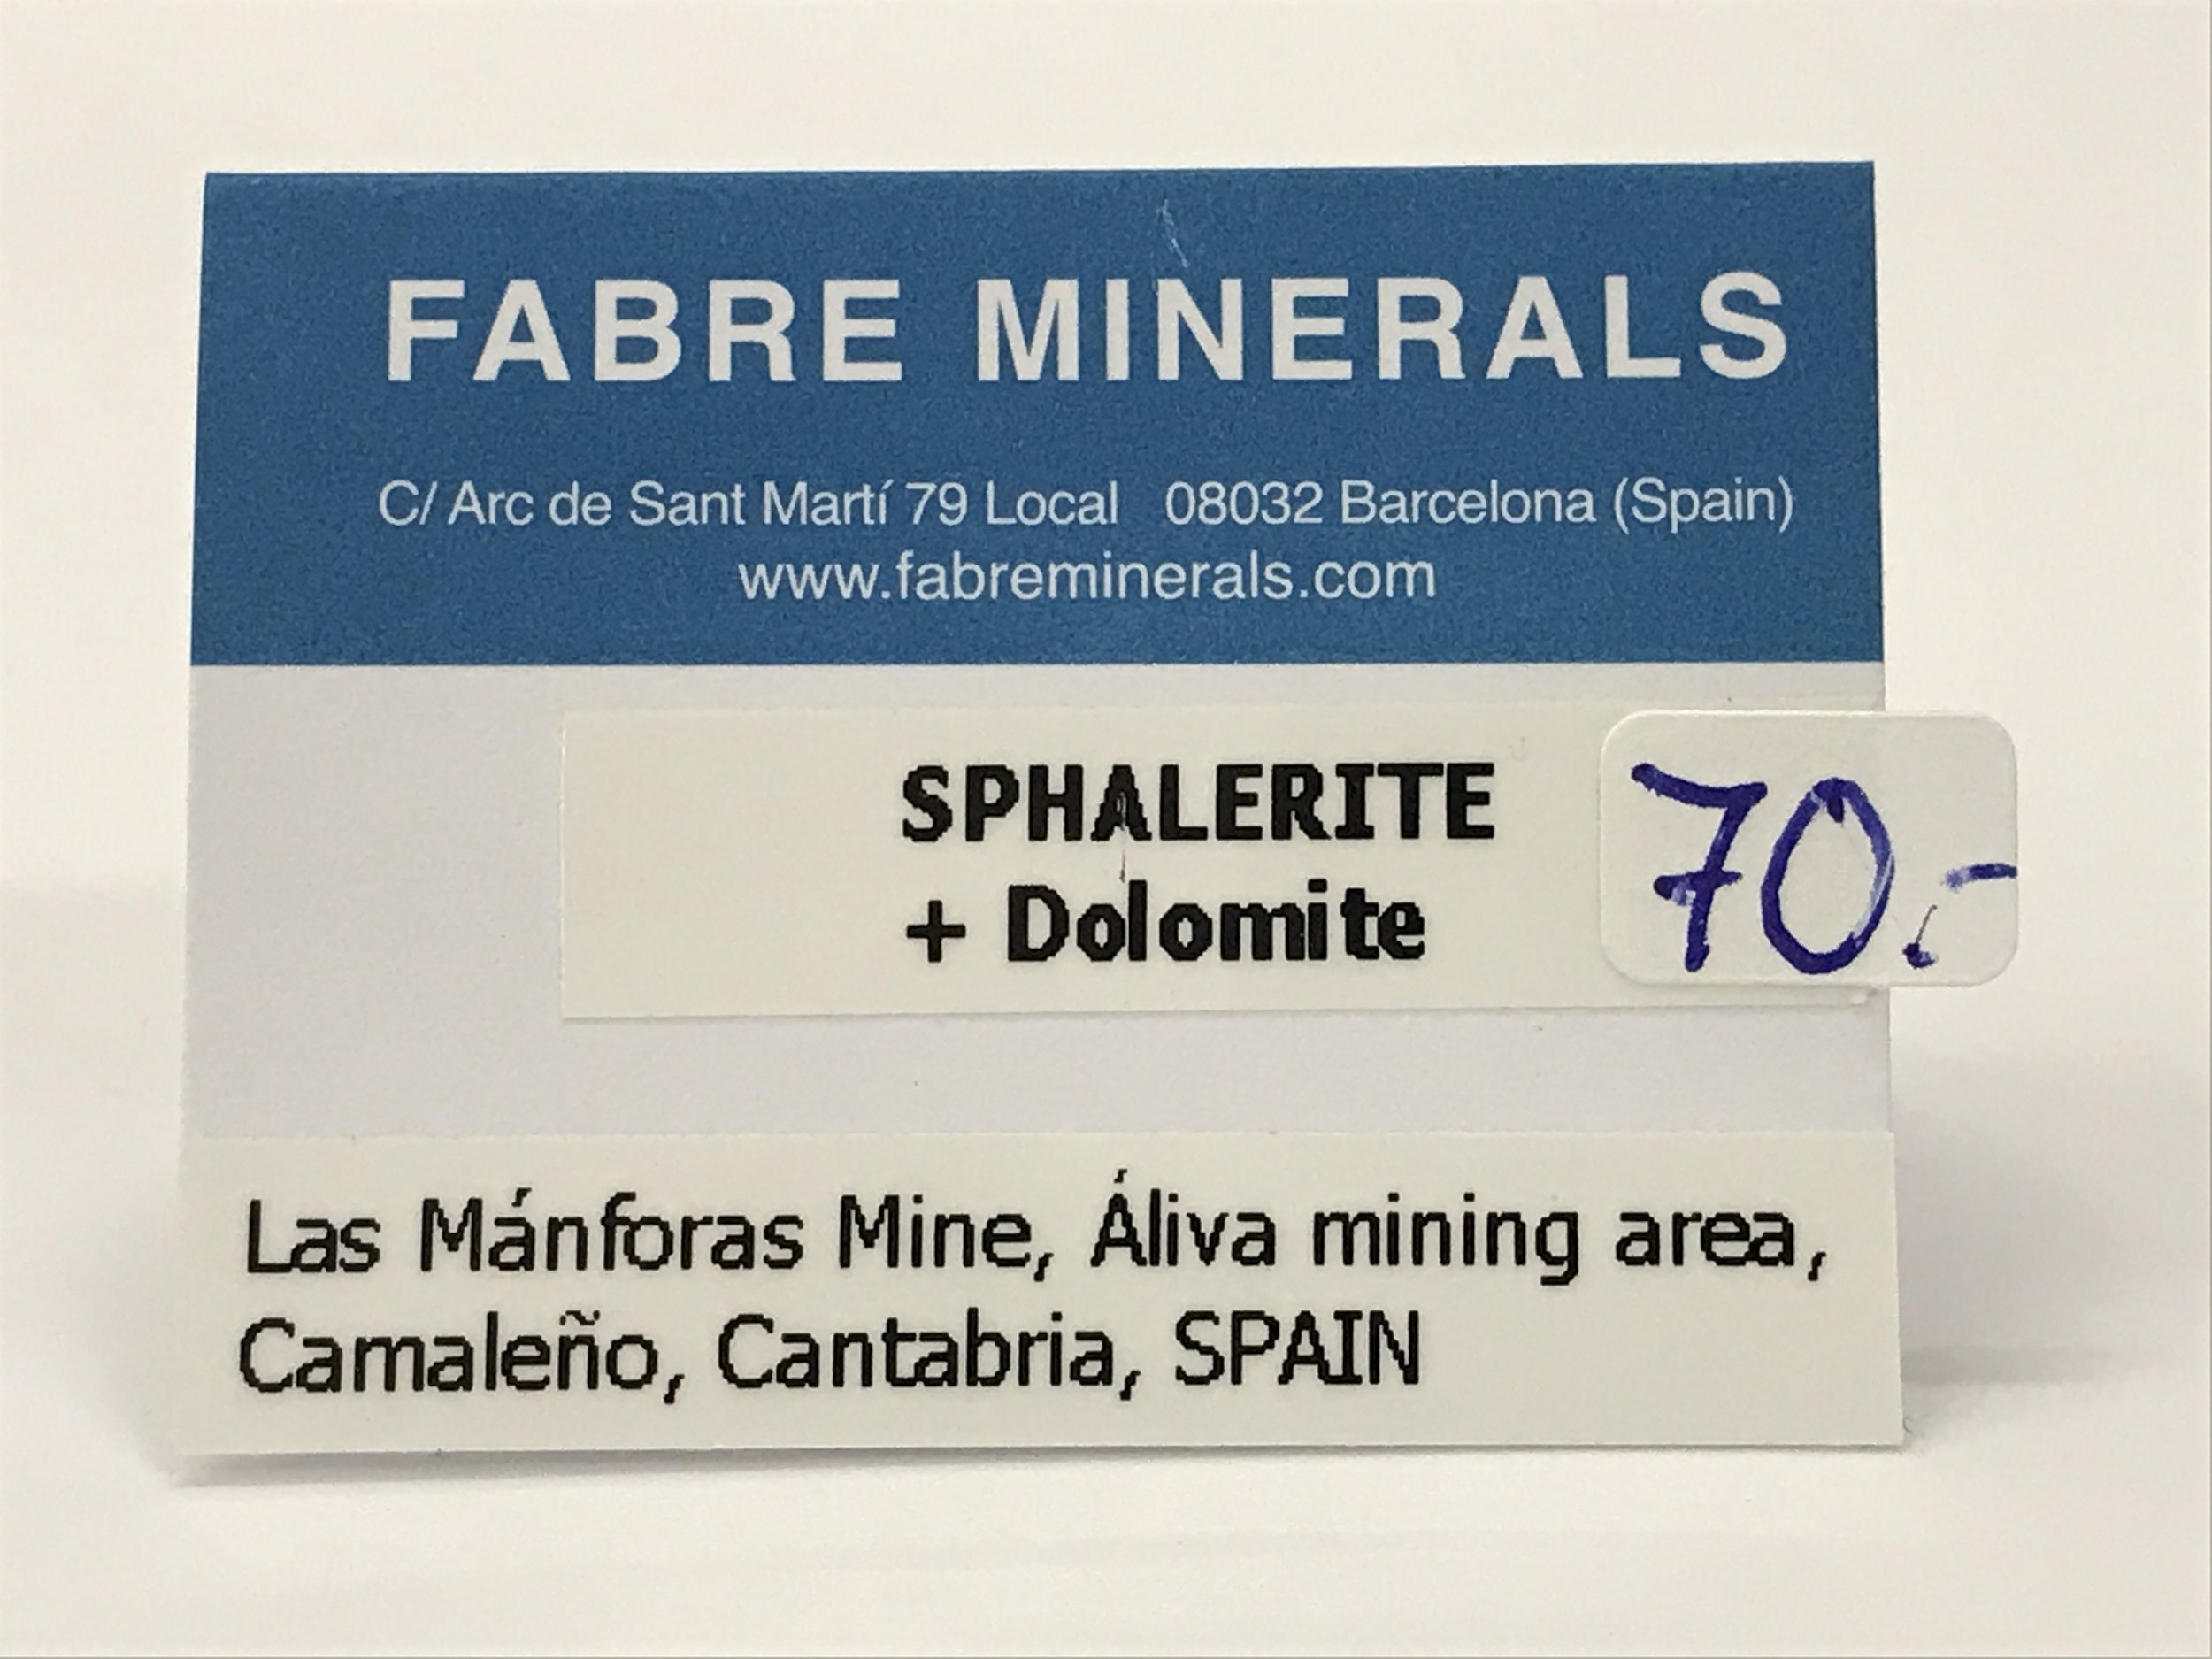 FABRE MINERALS
C/ Arc de Sant Martí 79 Local 08032 Barcelona (Spain)
www.fabreminerals.com
SPHALERITE
+ Dolomite
70.-
Las Mánforas Mine, Áliva mining area,
Camaleño, Cantabria, SPAIN